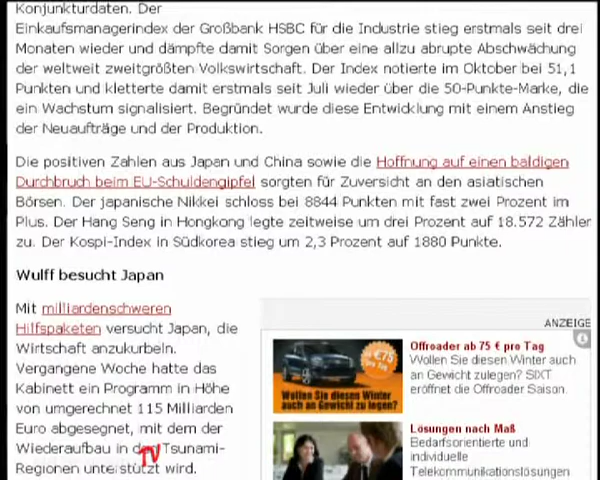 Konjunkturdaten. Der
Einkaufsmanagerindex der Großbank HSBC für die Industrie stieg erstmals seit drei
Monaten wieder und dämpfte damit Sorgen über eine allzu abrupte Abschwächung
der weltweit zweitgrößten Volkswirtschaft. Der Index notierte im Oktober bei 51,1
Punkten und kletterte damit erstmals seit Juli wieder über die 50-Punkte-Marke, die
ein Wachstum signalisiert. Begründet wurde diese Entwicklung mit einem Anstieg
der Neuaufträge und der Produktion.
Die positiven Zahlen aus Japan und China sowie die Hoffnung auf einen baldigen
Durchbruch beim EU-Schuldengipfel sorgten für Zuversicht an den asiatischen
Börsen. Der japanische Nikkei schloss bei 8844 Punkten mit fast zwei Prozent im
Plus. Der Hang Seng in Hongkong legte zeitweise um drei Prozent auf 18.572 Zähler
zu. Der Kospi-Index in Südkorea stieg um 2,3 Prozent auf 1880 Punkte.
Wulff besucht Japan
Mit milliardenschweren
Hilfspaketen versucht Japan, die
Wirtschaft anzukurbeln.
Vergangene Woche hatte das
Kabinett ein Programm in Höhe
von umgerechnet 115 Milliarden
Euro abgesegnet, mit dem der
Wiederaufbau in den Tsunami-
Regionen unterstützt wird.
TV
ANZEIGE
Offroader ab 75 € pro Tag
Wollen Sie diesen Winter auch
an Gewicht zulegen? SIXT
eröffnet die Offroader Saison.
ab €75 pro Tag
Wollen Sie diesen Winter
auch an Gewicht zulegen?
Lösungen nach Maß
Bedarfsorientierte und
individuelle
Telekommunikationslösungen